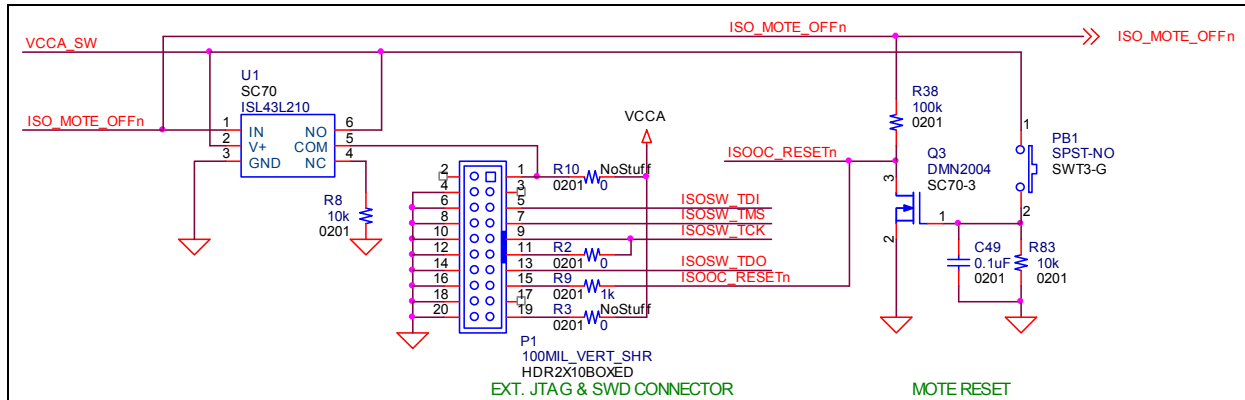 ISO_MOTE_OFFn
ISO_MOTE_OFFn
VCCA_SW
U1
SC70
ISL43L210
ISO_MOTE_OFFn
1
2
3
IN
V+
GND
NO
COM
NC
6
5
4
R8
10k
0201
VCCA
2
4
6
8
10
12
14
16
18
20
1
3
5
7
9
11
13
15
17
19
R10
NoStuff
0201
0
ISOSW_TDI
ISOSW_TMS
ISOSW_TCK
R2
0201
0
ISOSW_TDO
R9
ISOOC_RESETn
0201
1k
R3
NoStuff
0201
0
P1
100MIL_VERT_SHR
HDR2X10BOXED
EXT. JTAG & SWD CONNECTOR
ISOOC_RESETn
R38
100k
0201
Q3
DMN2004
SC70-3
3
1
2
1
PB1
SPST-NO
SWT3-G
2
C49
0.1uF
0201
R83
10k
0201
MOTE RESET